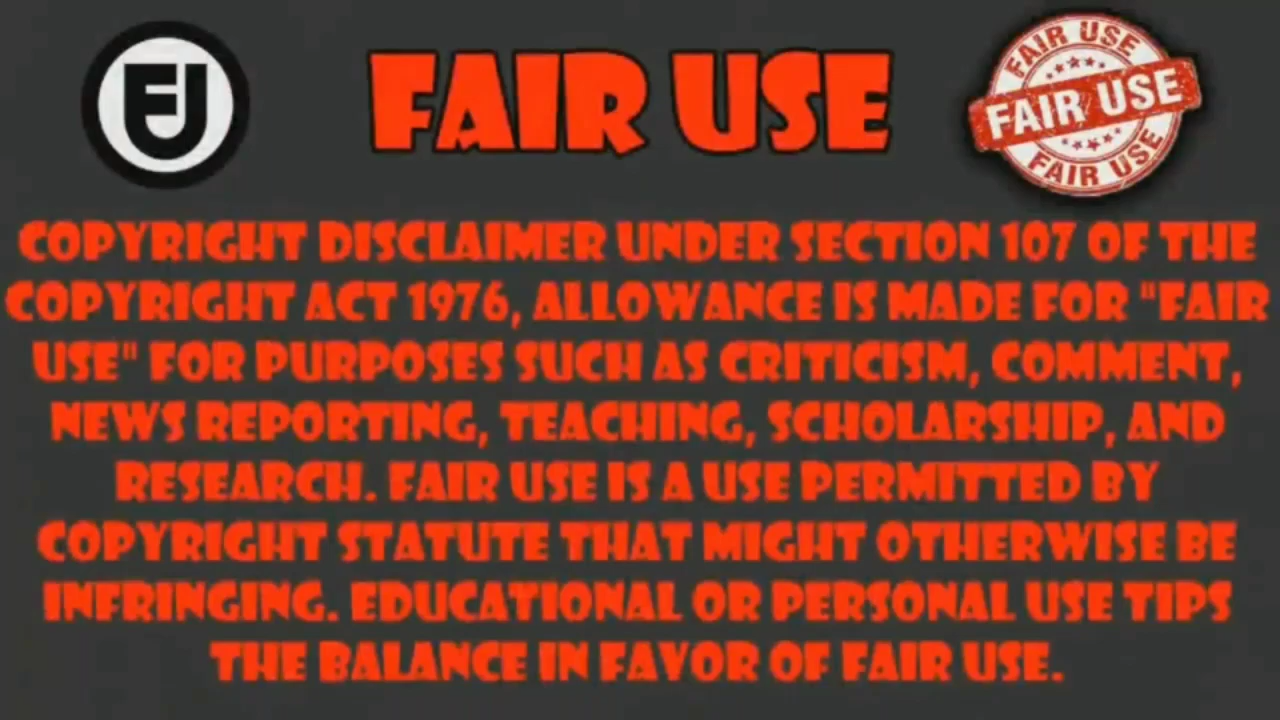 FAIR USE
FAIR USE
FAIR USE
FAIR USE
COPYRIGHT DISCLAIMER UNDER SECTION 107 OF THE
COPYRIGHT ACT 1976, ALLOWANCE IS MADE FOR "FAIR
USE" FOR PURPOSES SUCH AS CRITICISM, COMMENT,
NEWS REPORTING, TEACHING, SCHOLARSHIP, AND
RESEARCH. FAIR USE IS A USE PERMITTED BY
COPYRIGHT STATUTE THAT MIGHT OTHERWISE BE
INFRINGING. EDUCATIONAL OR PERSONAL USE TIPS
THE BALANCE IN FAVOR OF FAIR USE.